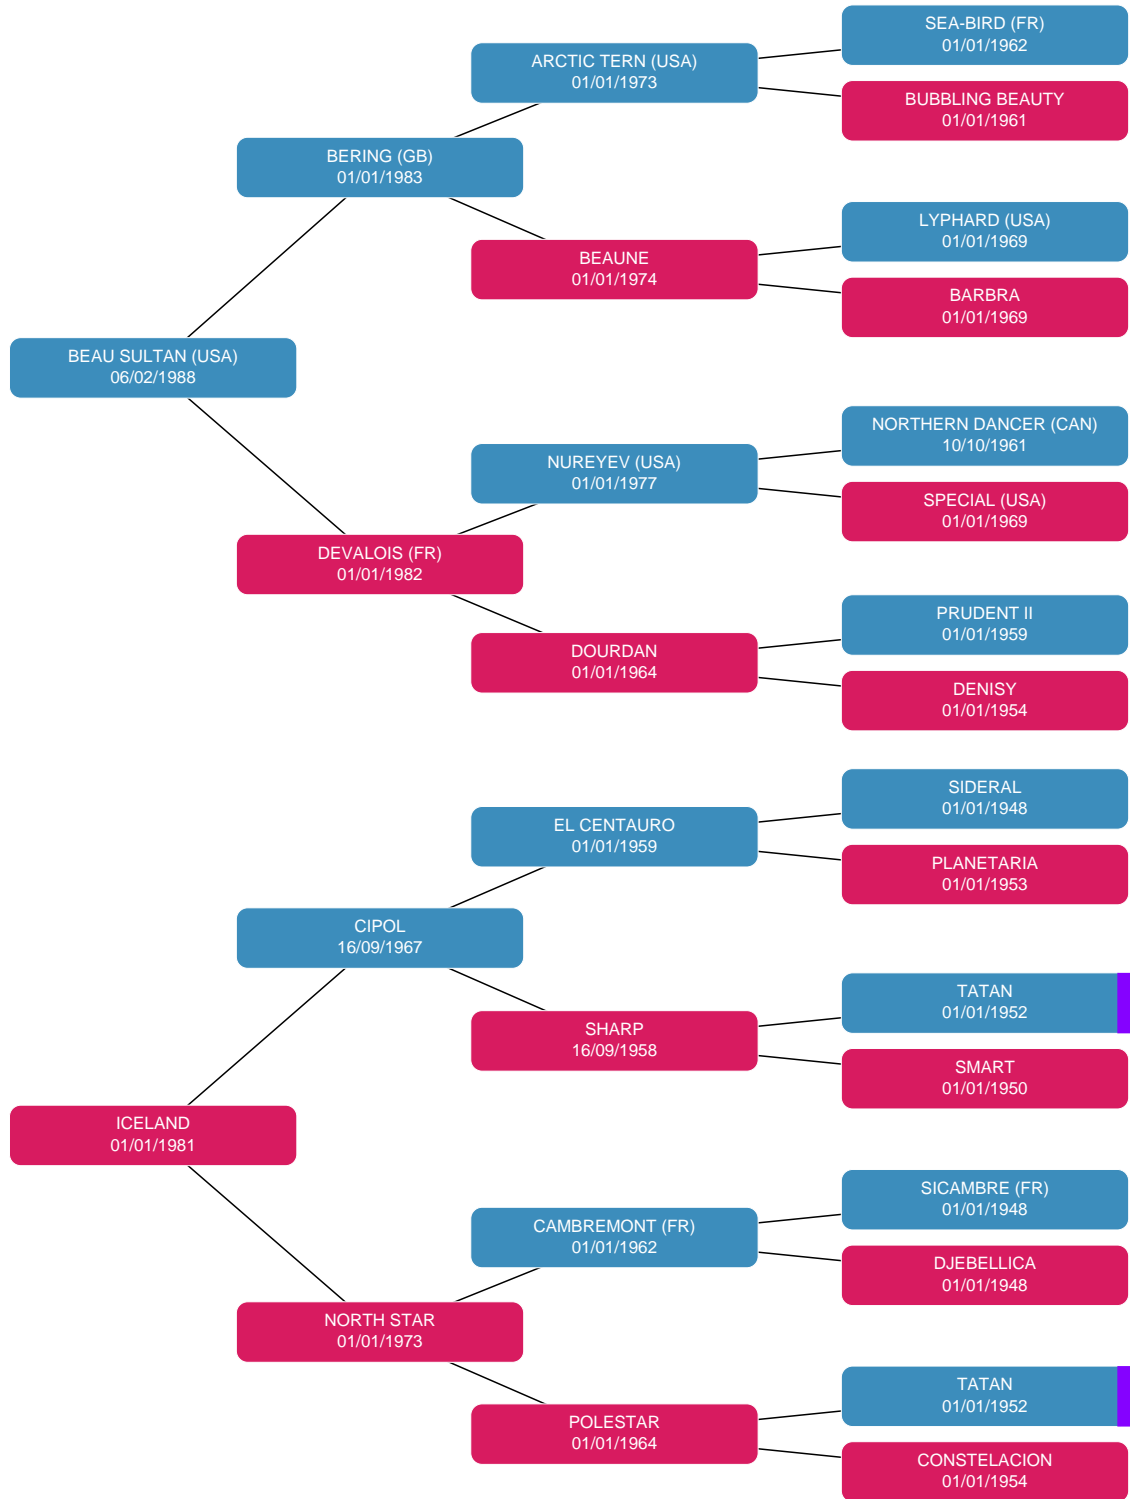 SEA-BIRD (FR)
01/01/1962
ARCTIC TERN (USA)
01/01/1973
BUBBLING BEAUTY
01/01/1961
BERING (GB)
01/01/1983
LYPHARD (USA)
01/01/1969
BEAUNE
01/01/1974
BARBRA
01/01/1969
BEAU SULTAN (USA)
06/02/1988
NORTHERN DANCER (CAN)
10/10/1961
NUREYEV (USA)
01/01/1977
SPECIAL (USA)
01/01/1969
DEVALOIS (FR)
01/01/1982
PRUDENT II
01/01/1959
DOURDAN
01/01/1964
DENISY
01/01/1954
SIDERAL
01/01/1948
EL CENTAURO
01/01/1959
PLANETARIA
01/01/1953
CIPOL
16/09/1967
TATAN
01/01/1952
SHARP
16/09/1958
SMART
01/01/1950
ICELAND
01/01/1981
SICAMBRE (FR)
01/01/1948
CAMBREMONT (FR)
01/01/1962
DJEBELLICA
01/01/1948
NORTH STAR
01/01/1973
TATAN
01/01/1952
POLESTAR
01/01/1964
CONSTELACION
01/01/1954